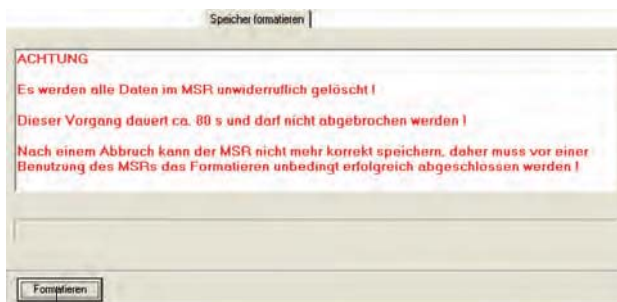 Speicher formatieren
ACHTUNG
Es werden alle Daten im MSR unwiderruflich gelöscht !
Dieser Vorgang dauert ca. 80 s und darf nicht abgebrochen werden !
Nach einem Abbruch kann der MSR nicht mehr korrekt speichern, daher muss vor einer
Benutzung des MSRs das Formatieren unbedingt erfolgreich abgeschlossen werden !
Formatieren